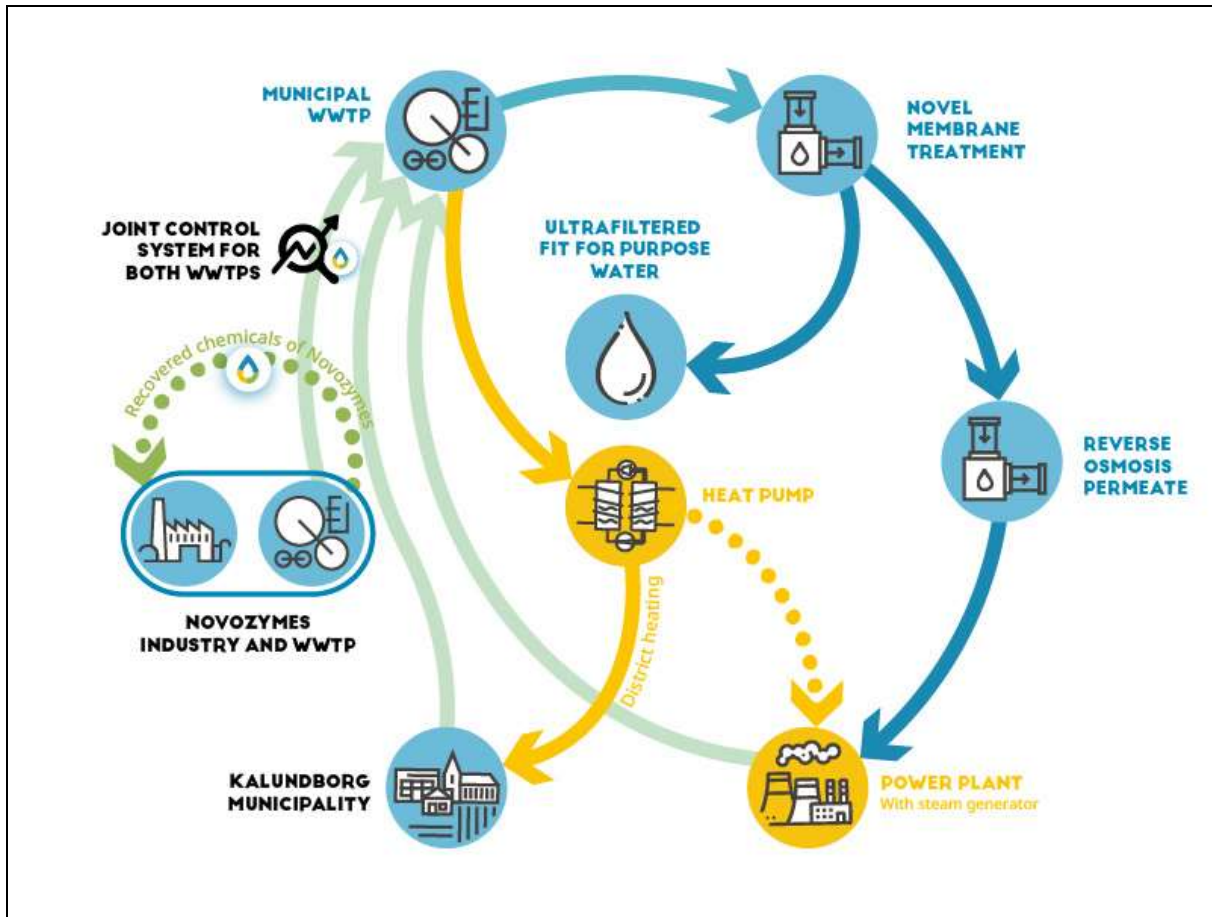 MUNICIPAL
WWTP
NOVEL
MEMBRANE
TREATMENT
JOINT CONTROL
SYSTEM FOR
BOTH WWTPS
ULTRAFILTERED
FIT FOR PURPOSE
WATER
Recovered chemicals of Novozymes
REVERSE
OSMOSIS
PERMEATE
HEAT PUMP
NOVOZYMES
INDUSTRY AND WWTP
District heating
KALUNDBORG
MUNICIPALITY
POWER PLANT
With steam generator